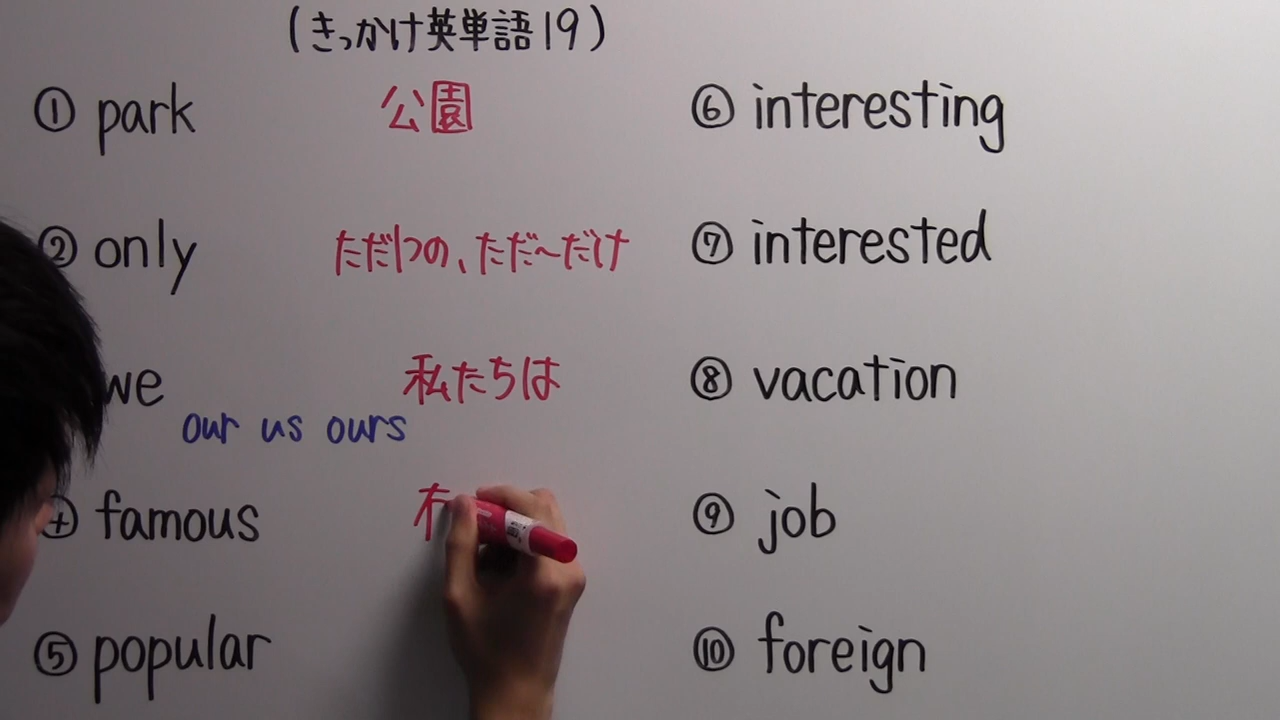 (きっかけ英単語19)
① park 公園
② only ただ1つの、ただ〜だけ
we 私たちは
our us ours
④ famous
⑤ popular
⑥ interesting
⑦ interested
⑧ vacation
⑨ job
⑩ foreign